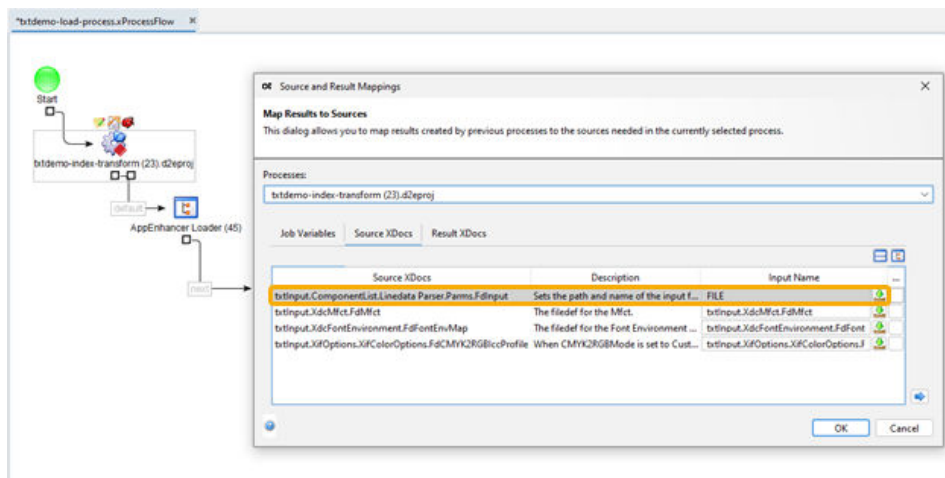 *txtdemo-load-process.xProcessFlow
Start
txtdemo-index-transform (23).d2eproj
default
AppEnhancer Loader (45)
next
Source and Result Mappings
Map Results to Sources
This dialog allows you to map results created by previous processes to the sources needed in the currently selected process.
Processes:
txtdemo-index-transform (23).d2eproj
Job Variables Source XDocs Result XDocs
Source XDocs Description Input Name ...
txtInput.ComponentList.Linedata Parser.Parms.FdInput Sets the path and name of the input f... FILE
txtInput.XdcMfct.FdMfct The filedef for the Mfct. txtInput.XdcMfct.FdMfct
txtInput.XdcFontEnvironment.FdFontEnvMap The filedef for the Font Environment ... txtInput.XdcFontEnvironment.FdFont
txtInput.XifOptions.XifColorOptions.FdCMYK2RGBIccProfile When CMYK2RGBMode is set to Cust... txtInput.XifOptions.XifColorOptions.F
OK Cancel